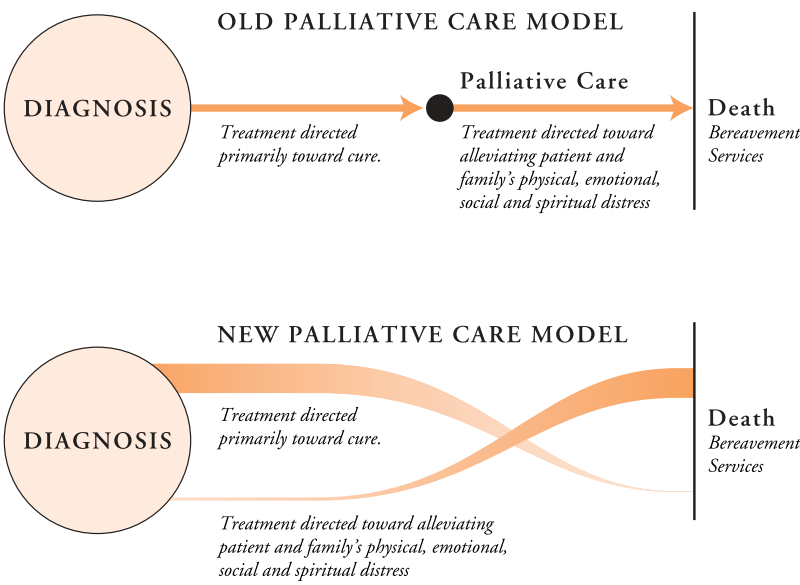 OLD PALLIATIVE CARE MODEL
DIAGNOSIS
Treatment directed
primarily toward cure.
Palliative Care
Treatment directed toward
alleviating patient and
family's physical, emotional,
social and spiritual distress
Death
Bereavement
Services
NEW PALLIATIVE CARE MODEL
DIAGNOSIS
Treatment directed
primarily toward cure.
Treatment directed toward alleviating
patient and family's physical, emotional,
social and spiritual distress
Death
Bereavement
Services